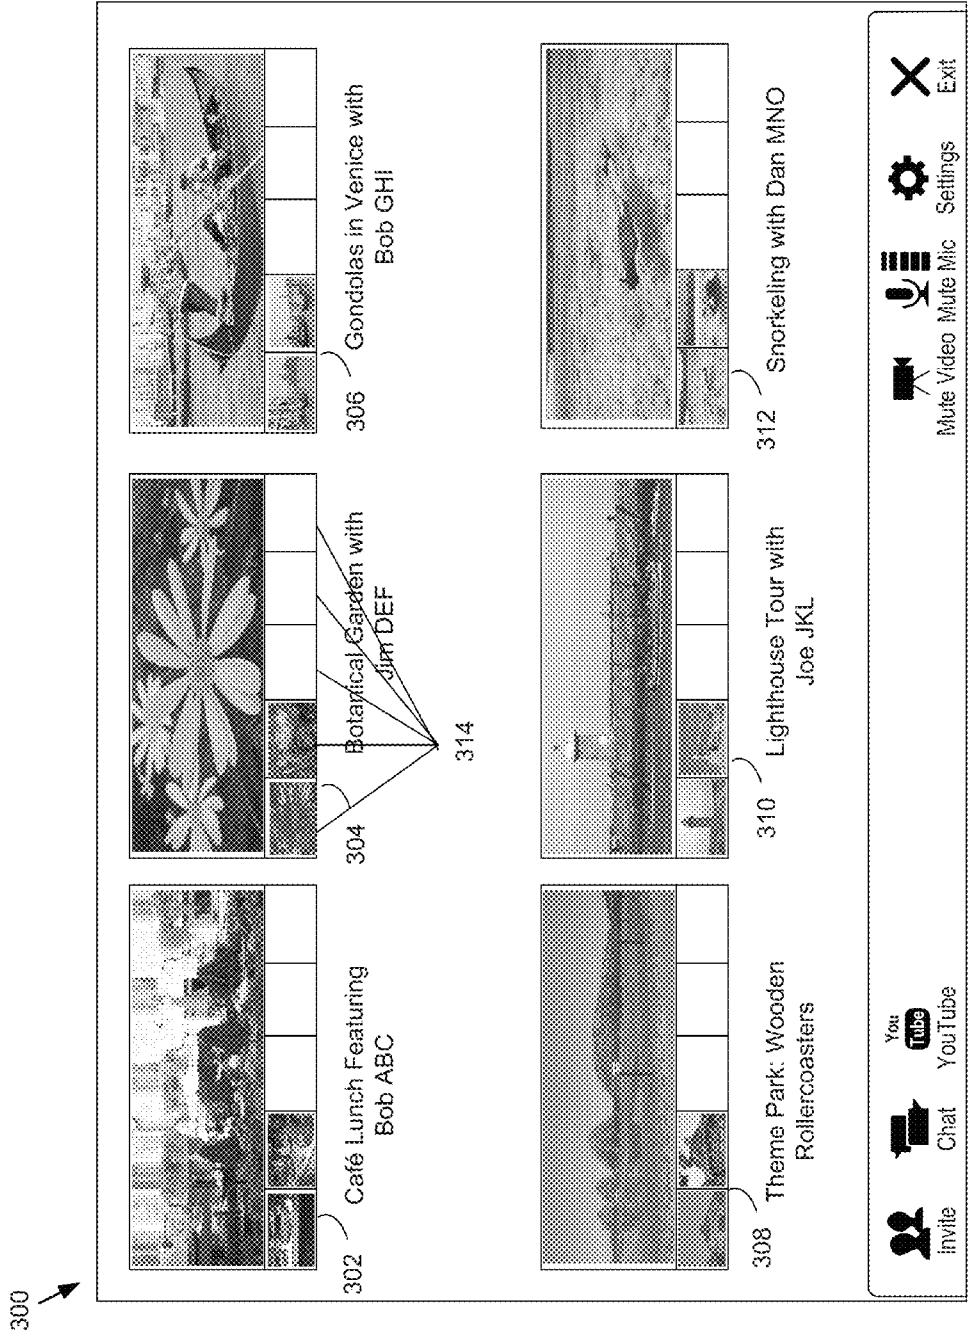 300
302
Café Lunch Featuring
Bob ABC
304
Botanical Garden with
Jim DEF
314
306
Gondolas in Venice with
Bob GHI
308
Theme Park: Wooden
Rollercoasters
310
Lighthouse Tour with
Joe JKL
312
Snorkeling with Dan MNO
Invite
Chat
You
Tube
YouTube
Mute Video
Mute Mic
Settings
Exit